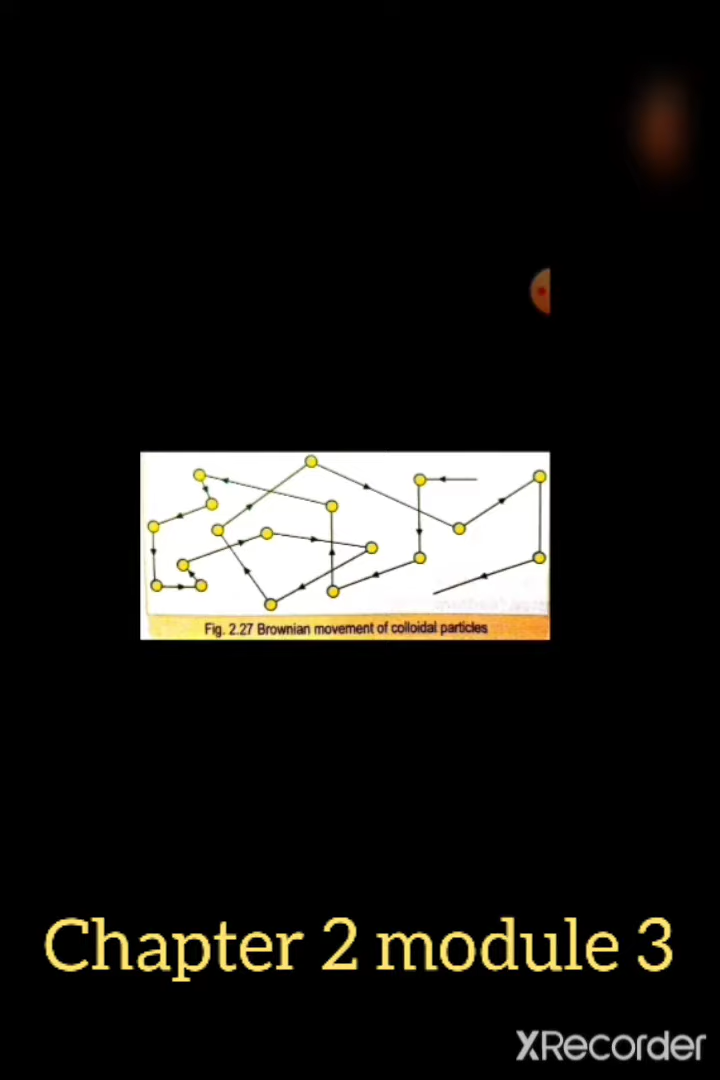 Fig. 2.27 Brownian movement of colloidal particles
Chapter 2 module 3
XRecorder